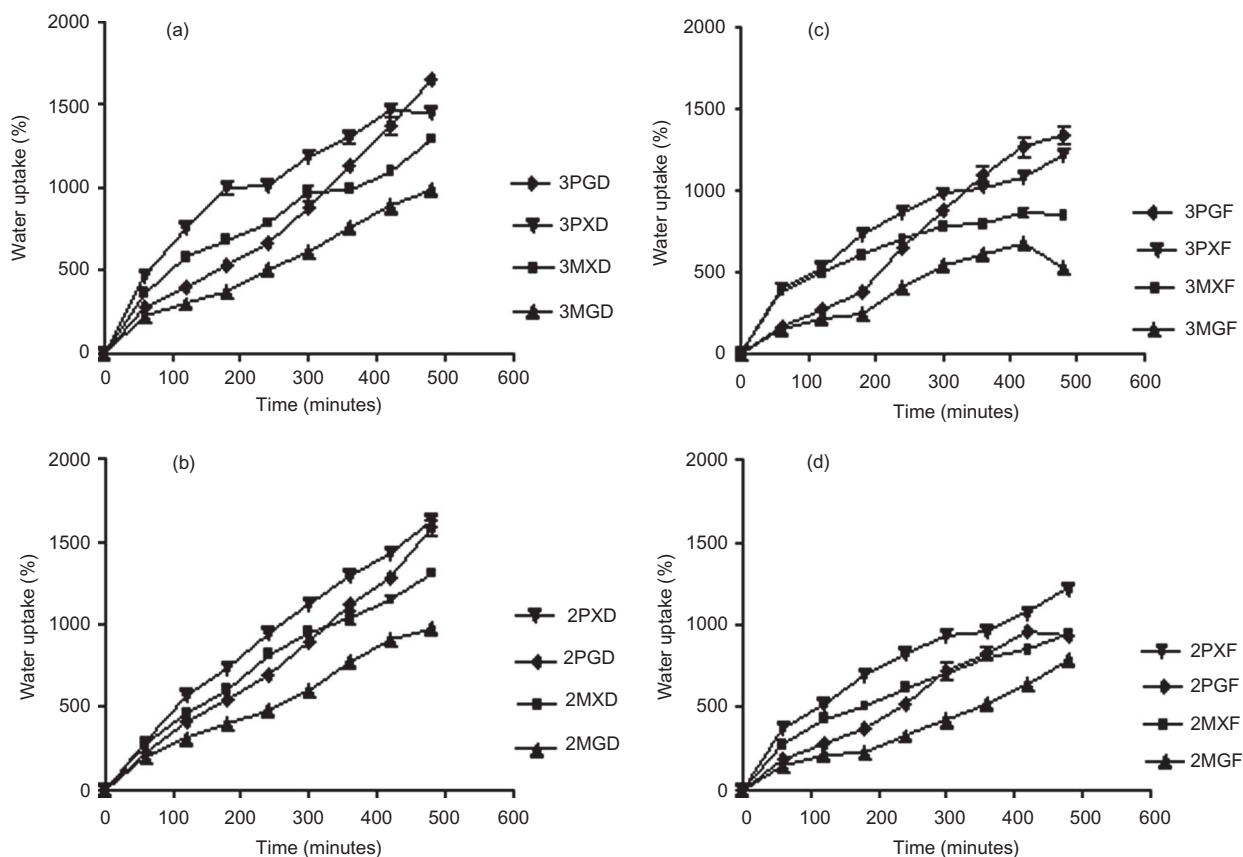 (a)
2000
1500
1000
500
0
Water uptake (%)
0 100 200 300 400 500 600
Time (minutes)
3PGD
3PXD
3MXD
3MGD
(c)
2000
1500
1000
500
0
Water uptake (%)
0 100 200 300 400 500 600
Time (minutes)
3PGF
3PXF
3MXF
3MGF
(b)
2000
1500
1000
500
0
Water uptake (%)
0 100 200 300 400 500 600
Time (minutes)
2PXD
2PGD
2MXD
2MGD
(d)
2000
1500
1000
500
0
Water uptake (%)
0 100 200 300 400 500 600
Time (minutes)
2PXF
2PGF
2MXF
2MGF